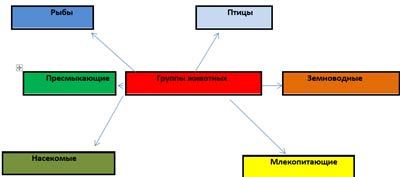 Рыбы
Птицы
Пресмыкающие
Группы животных
Земноводные
Насекомые
Млекопитающие